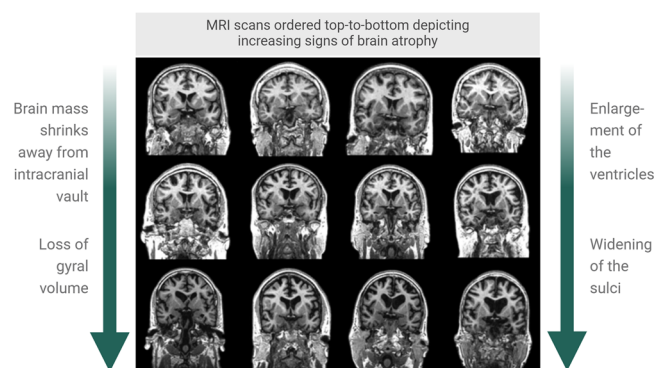 MRI scans ordered top-to-bottom depicting
increasing signs of brain atrophy
Brain mass
shrinks
away from
intracranial
vault
Loss of
gyral
volume
Enlarge-
ment of
the
ventricles
Widening
of the
sulci